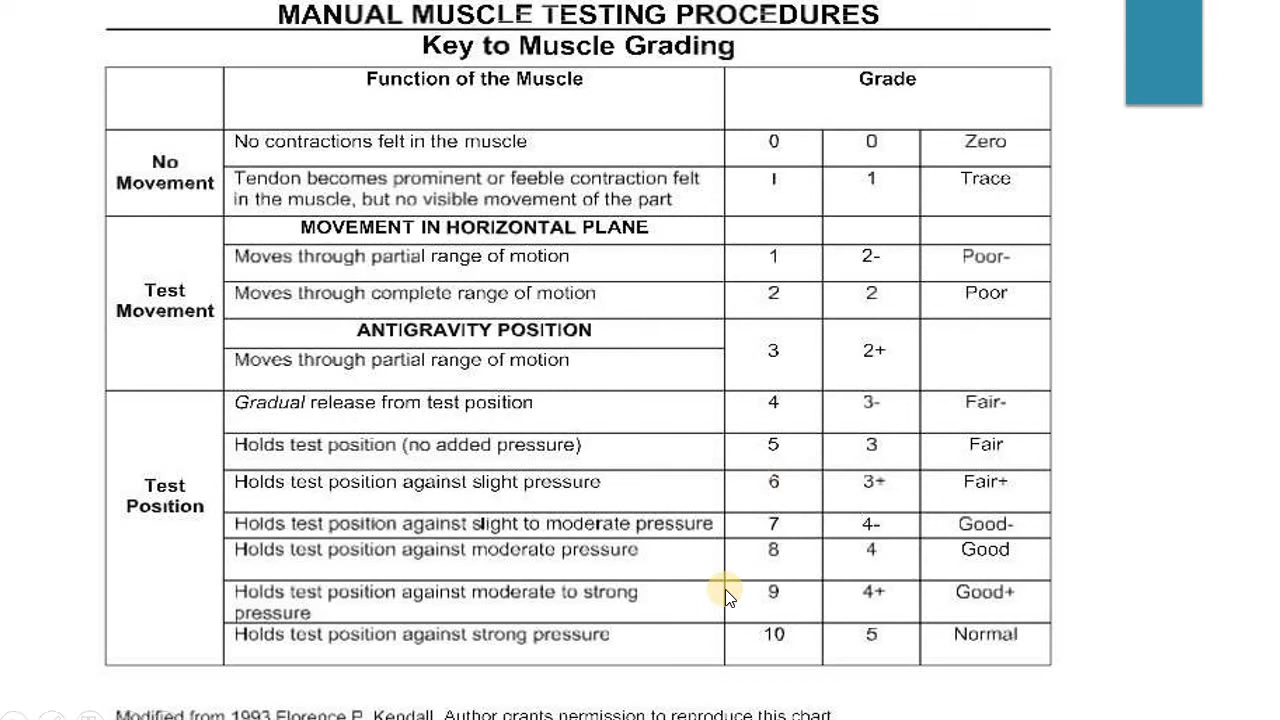 MANUAL MUSCLE TESTING PROCEDURES
Key to Muscle Grading
Function of the Muscle Grade
No Movement
No contractions felt in the muscle 0 0 Zero
Tendon becomes prominent or feeble contraction felt
in the muscle, but no visible movement of the part I 1 Trace
Test Movement
MOVEMENT IN HORIZONTAL PLANE
Moves through partial range of motion 1 2- Poor-
Moves through complete range of motion 2 2 Poor
ANTIGRAVITY POSITION
Moves through partial range of motion 3 2+
Test Position
Gradual release from test position 4 3- Fair-
Holds test position (no added pressure) 5 3 Fair
Holds test position against slight pressure 6 3+ Fair+
Holds test position against slight to moderate pressure 7 4- Good-
Holds test position against moderate pressure 8 4 Good
Holds test position against moderate to strong
pressure 9 4+ Good+
Holds test position against strong pressure 10 5 Normal
Modified from 1993 Florence P. Kendall. Author grants permission to reproduce this chart